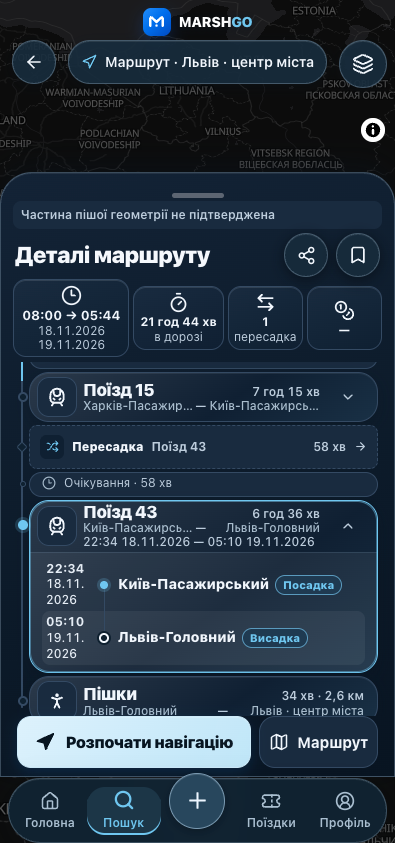 ESTONIA
MARSHGO
Маршрут · Львів · центр міста
WARMIAN-MASURIAN
VOIVODESHIP
LITHUANIA
PODLACHIAN
VOIVODESHIP
VILNIUS
VITSEBSK REGION
ВІЦЕБСКАЯ ВОБЛАСЦЬ
Частина пішої геометрії не підтверджена
Деталі маршруту
08:00 → 05:44
18.11.2026
19.11.2026
21 год 44 хв
в дорозі
1
пересадка
—
Поїзд 15
7 год 15 хв
Харків-Пасажир... — Київ-Пасажирсь...
Пересадка Поїзд 43 58 хв →
Очікування · 58 хв
Поїзд 43
6 год 36 хв
Київ-Пасажирсь... — Львів-Головний
22:34 18.11.2026 — 05:10 19.11.2026
22:34
18.11.
2026
Київ-Пасажирський Посадка
05:10
19.11.
2026
Львів-Головний Висадка
Пішки
34 хв · 2,6 км
Львів-Головний — Львів · центр міста
Розпочати навігацію
Маршрут
Головна
Пошук
Поїздки
Профіль